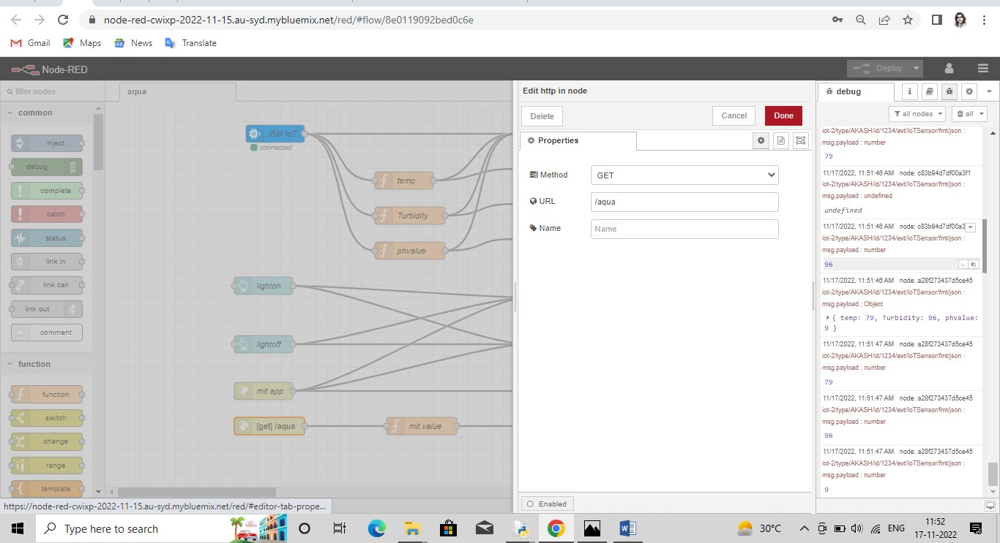 node-red-cwixp-2022-11-15.au-syd.mybluemix.net/red/#flow/8e0119092bed0c6e
Gmail Maps News Translate
Node-RED
Deploy
filter nodes
common
inject
debug
complete
catch
status
link in
link call
link out
comment
function
function
switch
change
range
template
aqua
IBM IoT
connected
temp
Turbidity
phvalue
lighton
lightoff
mit app
[get] /aqua
mit value
Edit http in node
Delete
Cancel
Done
Properties
Method
GET
URL
/aqua
Name
Name
Enabled
debug
i
all nodes
all
iot-2/type/AKASH/id/1234/evt/IoTSensor/fmt/json :
msg.payload : number
79
11/17/2022, 11:51:46 AM node: c83b94d7df00a3f1
iot-2/type/AKASH/id/1234/evt/IoTSensor/fmt/json :
msg.payload : undefined
undefined
11/17/2022, 11:51:46 AM node: c83b94d7df00a3
iot-2/type/AKASH/id/1234/evt/IoTSensor/fmt/json :
msg.payload : number
96
11/17/2022, 11:51:46 AM node: a28f273437d5ce45
iot-2/type/AKASH/id/1234/evt/IoTSensor/fmt/json :
msg.payload : Object
{ temp: 79, Turbidity: 96, phvalue:
9 }
11/17/2022, 11:51:47 AM node: a28f273437d5ce45
iot-2/type/AKASH/id/1234/evt/IoTSensor/fmt/json :
msg.payload : number
79
11/17/2022, 11:51:47 AM node: a28f273437d5ce45
iot-2/type/AKASH/id/1234/evt/IoTSensor/fmt/json :
msg.payload : number
96
11/17/2022, 11:51:47 AM node: a28f273437d5ce45
iot-2/type/AKASH/id/1234/evt/IoTSensor/fmt/json :
msg.payload : number
9
https://node-red-cwixp-2022-11-15.au-syd.mybluemix.net/red/#editor-tab-prope...
Type here to search
30°C
ENG
11:52
17-11-2022